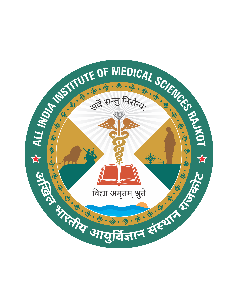 ALL INDIA INSTITUTE OF MEDICAL SCIENCES RAJKOT
सर्वे सन्तु निरामयाः
विद्या अमृतम् श्नुते
अखिल भारतीय आयुर्विज्ञान संस्थान राजकोट